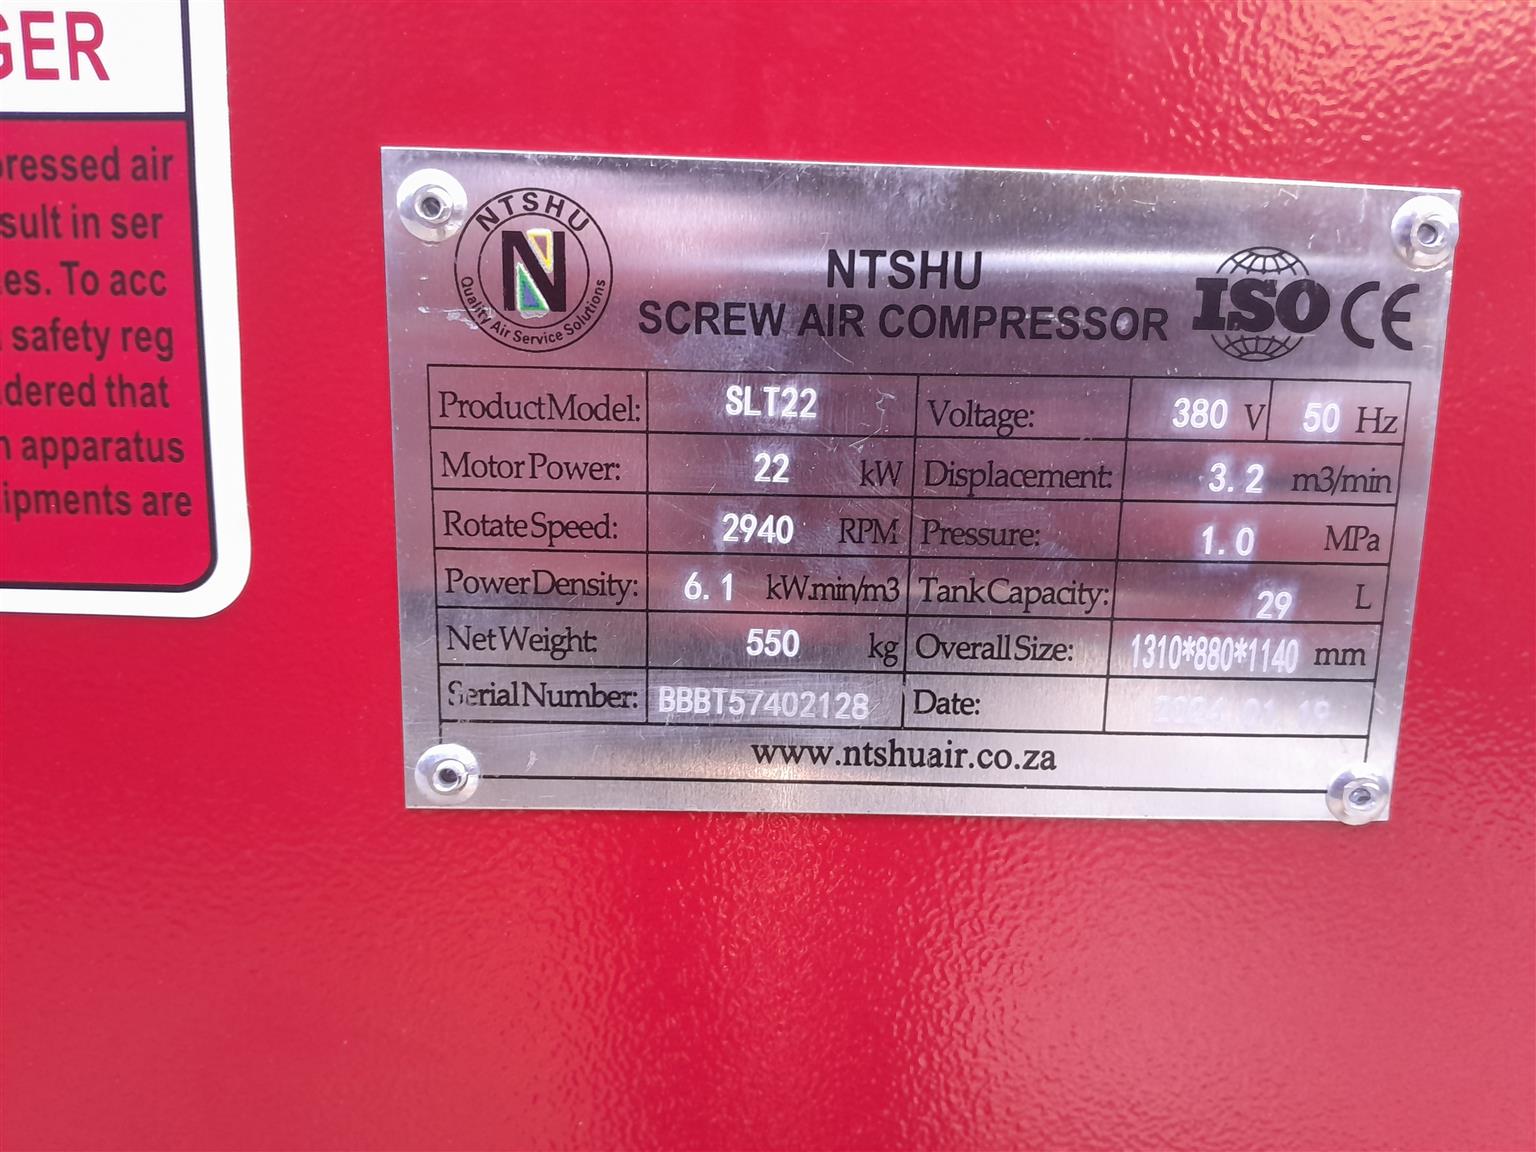 GER
pressed air
sult in ser
es. To acc
safety reg
dered that
apparatus
ipments are
NTSHU
N
Quality Air Service Solutions
NTSHU
SCREW AIR COMPRESSOR
ISO CE
ProductModel: SLT22 Voltage: 380 V 50 Hz
MotorPower: 22 kW Displacement: 3.2 m3/min
RotateSpeed: 2940 RPM Pressure: 1.0 MPa
PowerDensity: 6.1 kW.min/m3 TankCapacity: 29 L
NetWeight: 550 kg OverallSize: 1310*880*1140 mm
SerialNumber: BBBT57402128 Date:
www.ntshuair.co.za